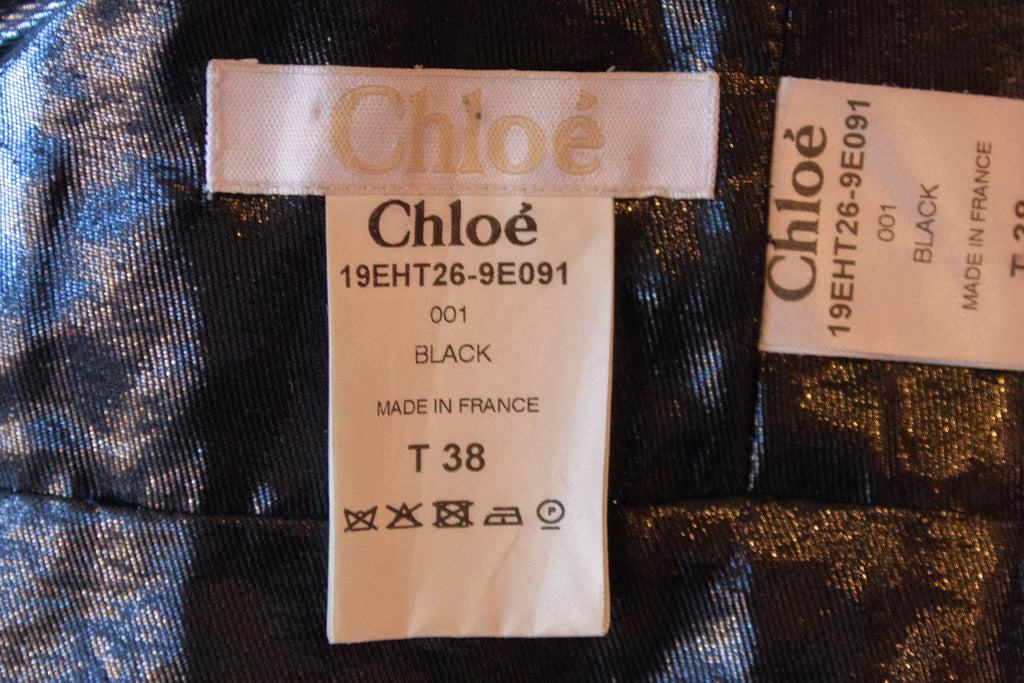 Chloé
Chloé
19EHT26-9E091
001
BLACK
MADE IN FRANCE
T 38
P
Chloé
19EHT26-9E091
001
BLACK
MADE IN FRANCE
T 38